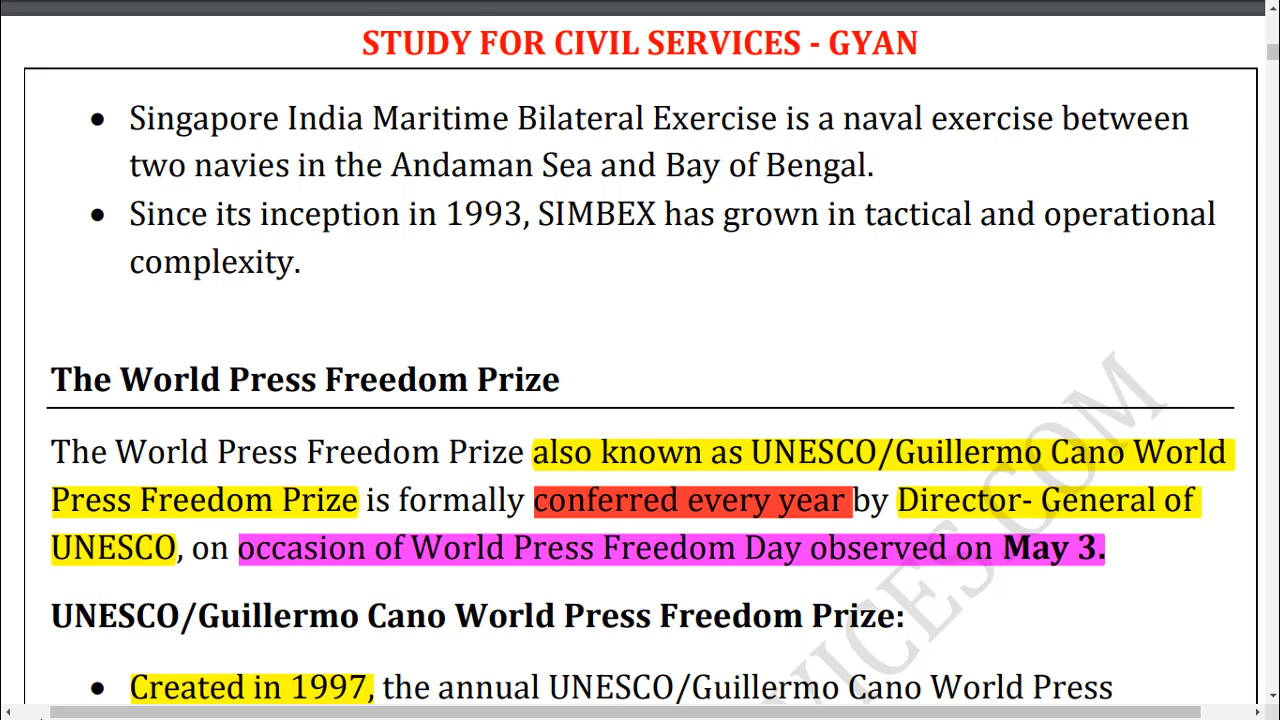 STUDY FOR CIVIL SERVICES - GYAN
• Singapore India Maritime Bilateral Exercise is a naval exercise between
two navies in the Andaman Sea and Bay of Bengal.
• Since its inception in 1993, SIMBEX has grown in tactical and operational
complexity.
The World Press Freedom Prize
The World Press Freedom Prize also known as UNESCO/Guillermo Cano World
Press Freedom Prize is formally conferred every year by Director- General of
UNESCO, on occasion of World Press Freedom Day observed on May 3.
UNESCO/Guillermo Cano World Press Freedom Prize:
• Created in 1997, the annual UNESCO/Guillermo Cano World Press
VICES.COM